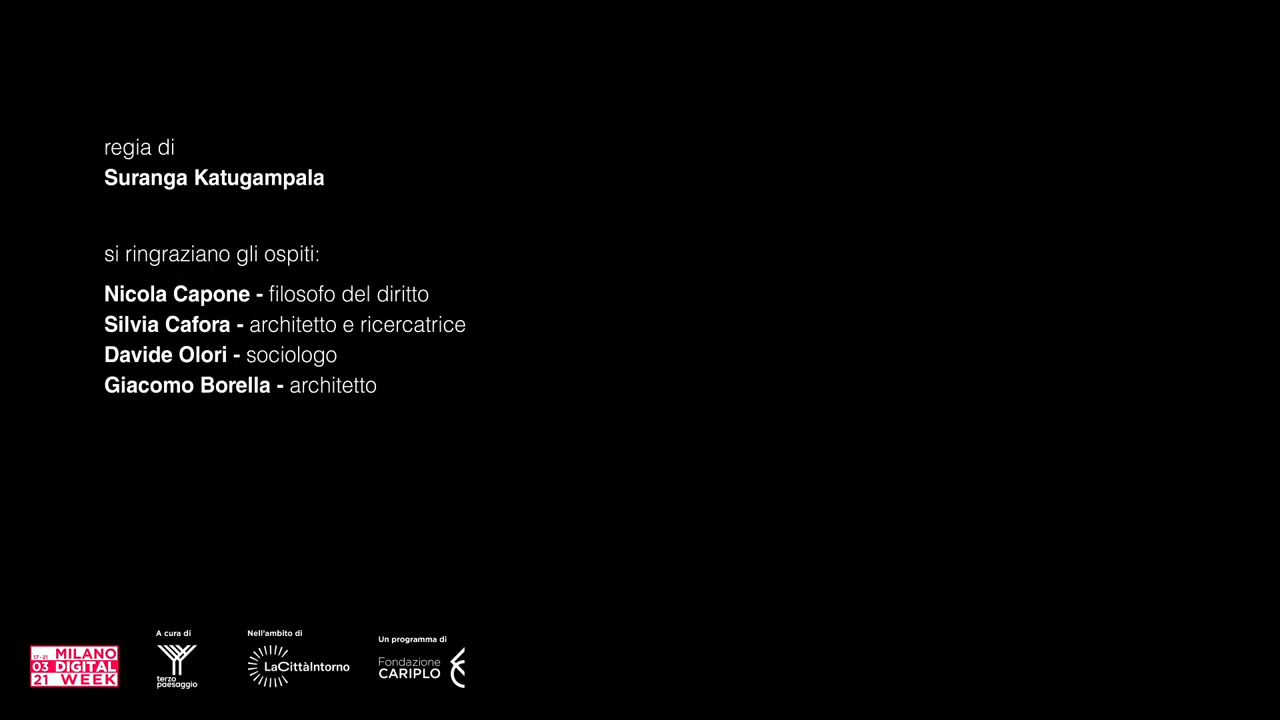 regia di
Suranga Katugampala
si ringraziano gli ospiti:
Nicola Capone - filosofo del diritto
Silvia Cafora - architetto e ricercatrice
Davide Olori - sociologo
Giacomo Borella - architetto
17-21 MILANO
03 DIGITAL
21 WEEK
A cura di
terzo
paesaggio
Nell'ambito di
LaCittàIntorno
Un programma di
Fondazione
CARIPLO